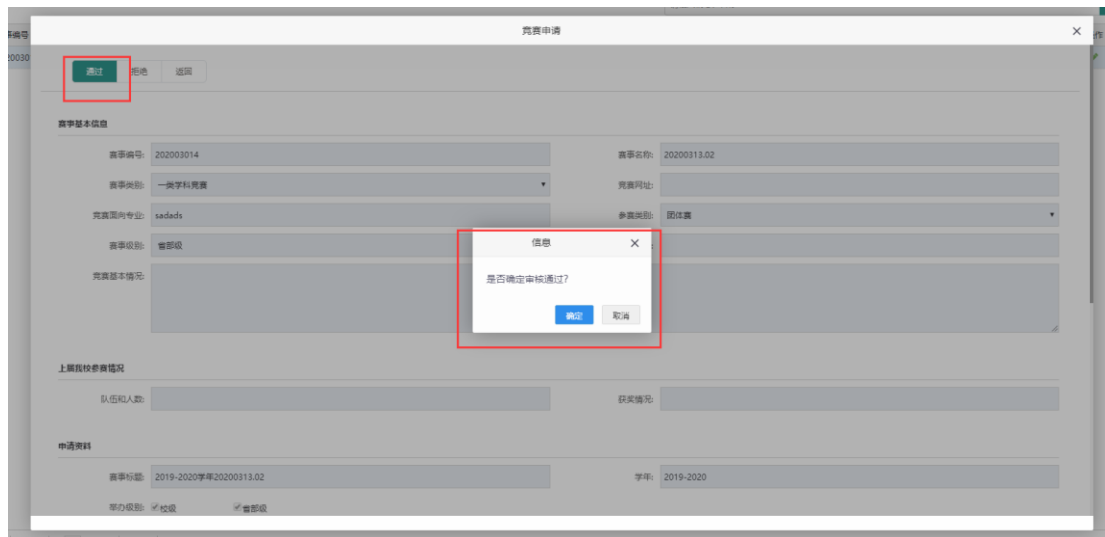 竞赛申请
作
20030
通过 拒绝 返回
赛事基本信息
赛事编号: 202003014 赛事名称: 20200313.02
赛事类别: 一类学科竞赛 竞赛网址:
竞赛面向专业: sadads 参赛类别: 团体赛
赛事级别: 省部级
竞赛基本情况:
信息
是否确定审核通过?
确定 取消
上届我校参赛情况
队伍和人数: 获奖情况:
申请资料
赛事标题: 2019-2020学年20200313.02 学年: 2019-2020
举办级别: 校级 省部级